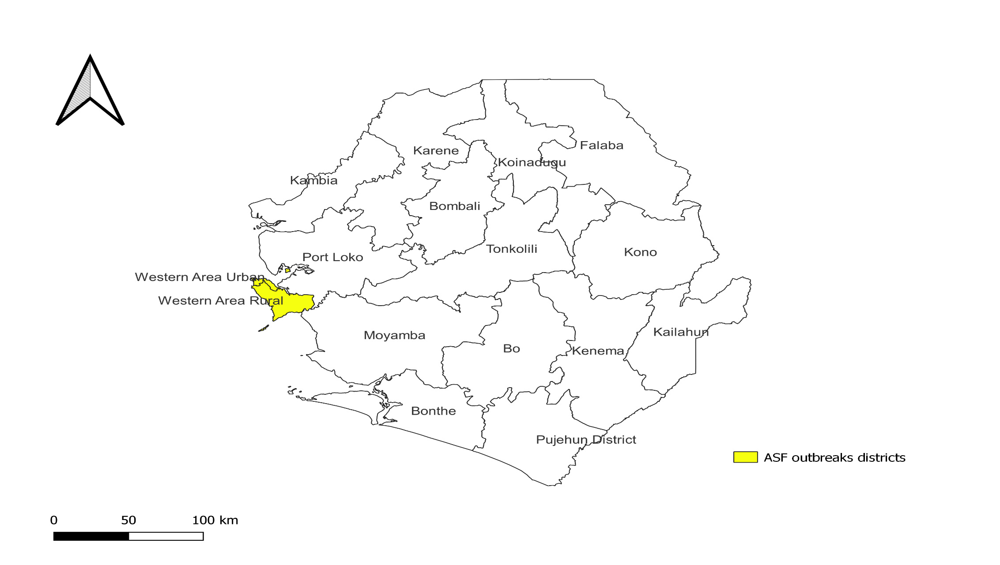 Falaba
Karene
Koinadugu
Kambia
Bombali
Tonkolili
Kono
Port Loko
Western Area Urban
Western Area Rural
Kailahun
Moyamba
Bo
Kenema
Bonthe
Pujehun District
ASF outbreaks districts
0 50 100 km